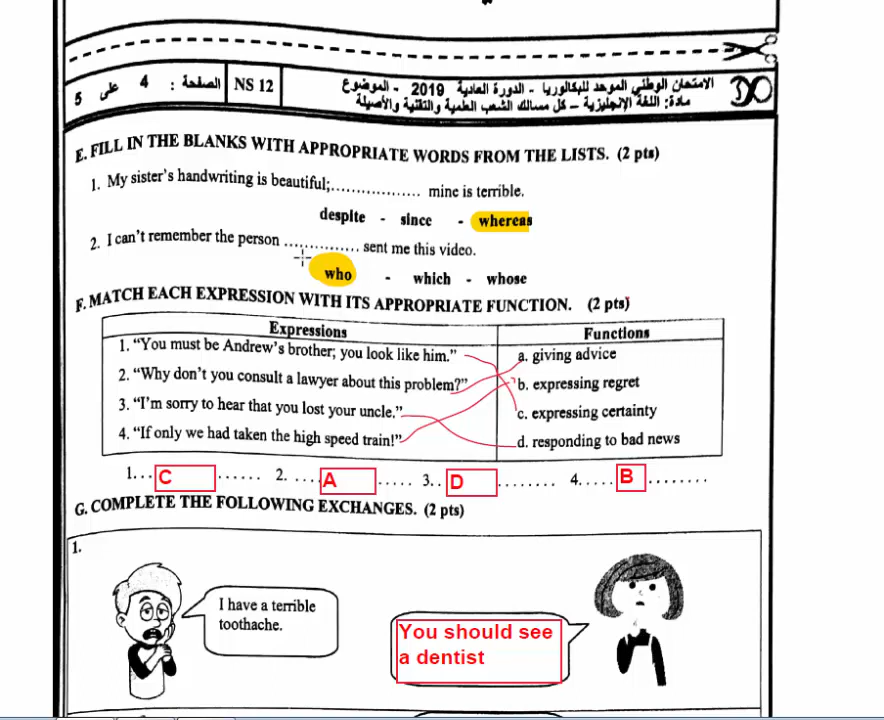 الامتحان الوطني الموحد للبكالوريا - الدورة العادية 2019 - الموضوع
NS 12
الصفحة : 4 على 5
مادة: اللغة الإنجليزية – كل مسالك الشعب العلمية والتقنية والأصيلة
E. FILL IN THE BLANKS WITH APPROPRIATE WORDS FROM THE LISTS. (2 pts)
1. My sister's handwriting is beautiful;.................. mine is terrible.
despite - since - whereas
2. I can't remember the person ............... sent me this video.
who - which - whose
F. MATCH EACH EXPRESSION WITH ITS APPROPRIATE FUNCTION. (2 pts)
Expressions Functions
1. "You must be Andrew's brother; you look like him." a. giving advice
2. "Why don't you consult a lawyer about this problem?" b. expressing regret
3. "I'm sorry to hear that you lost your uncle." c. expressing certainty
4. "If only we had taken the high speed train!" d. responding to bad news
1... C ...... 2. .... A ..... 3. . D ........ 4. .... B ........
G. COMPLETE THE FOLLOWING EXCHANGES. (2 pts)
1.
I have a terrible
toothache.
You should see
a dentist